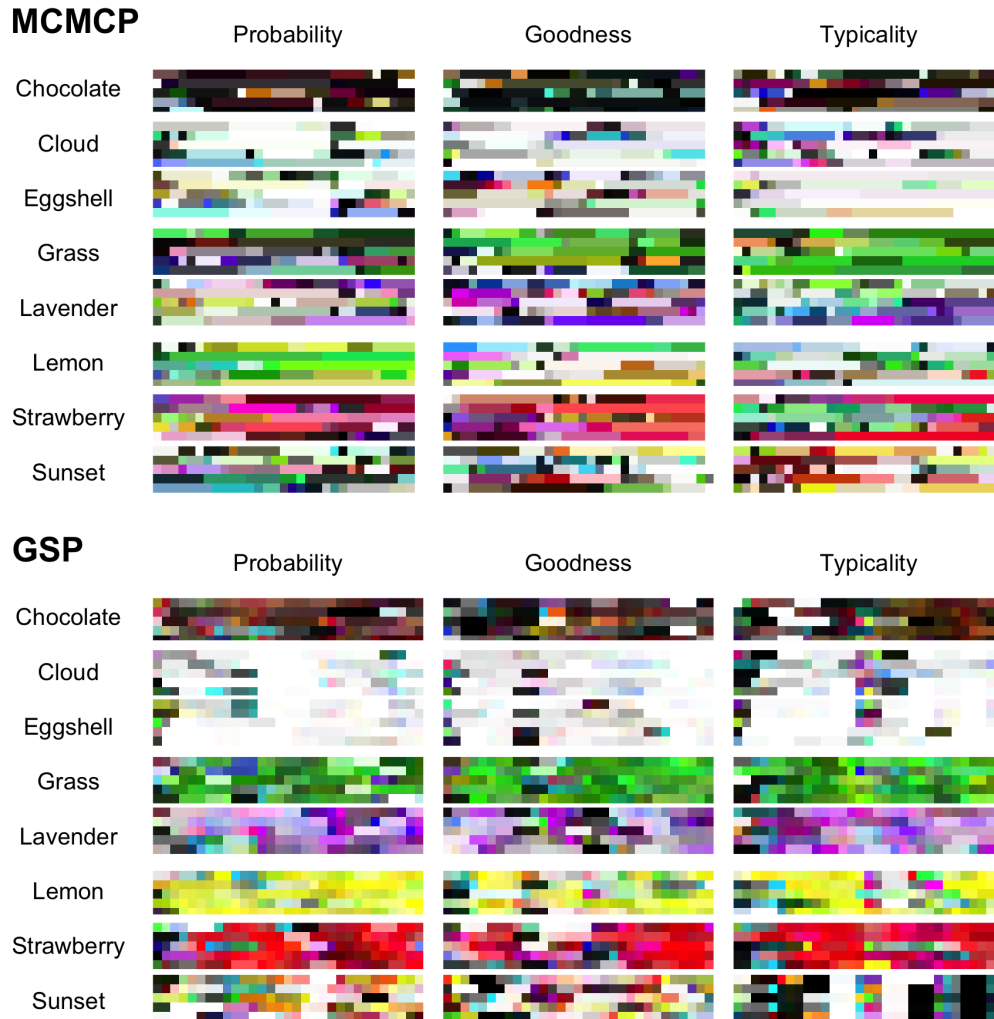 MCMCP
Probability Goodness Typicality
Chocolate
Cloud
Eggshell
Grass
Lavender
Lemon
Strawberry
Sunset
GSP
Probability Goodness Typicality
Chocolate
Cloud
Eggshell
Grass
Lavender
Lemon
Strawberry
Sunset